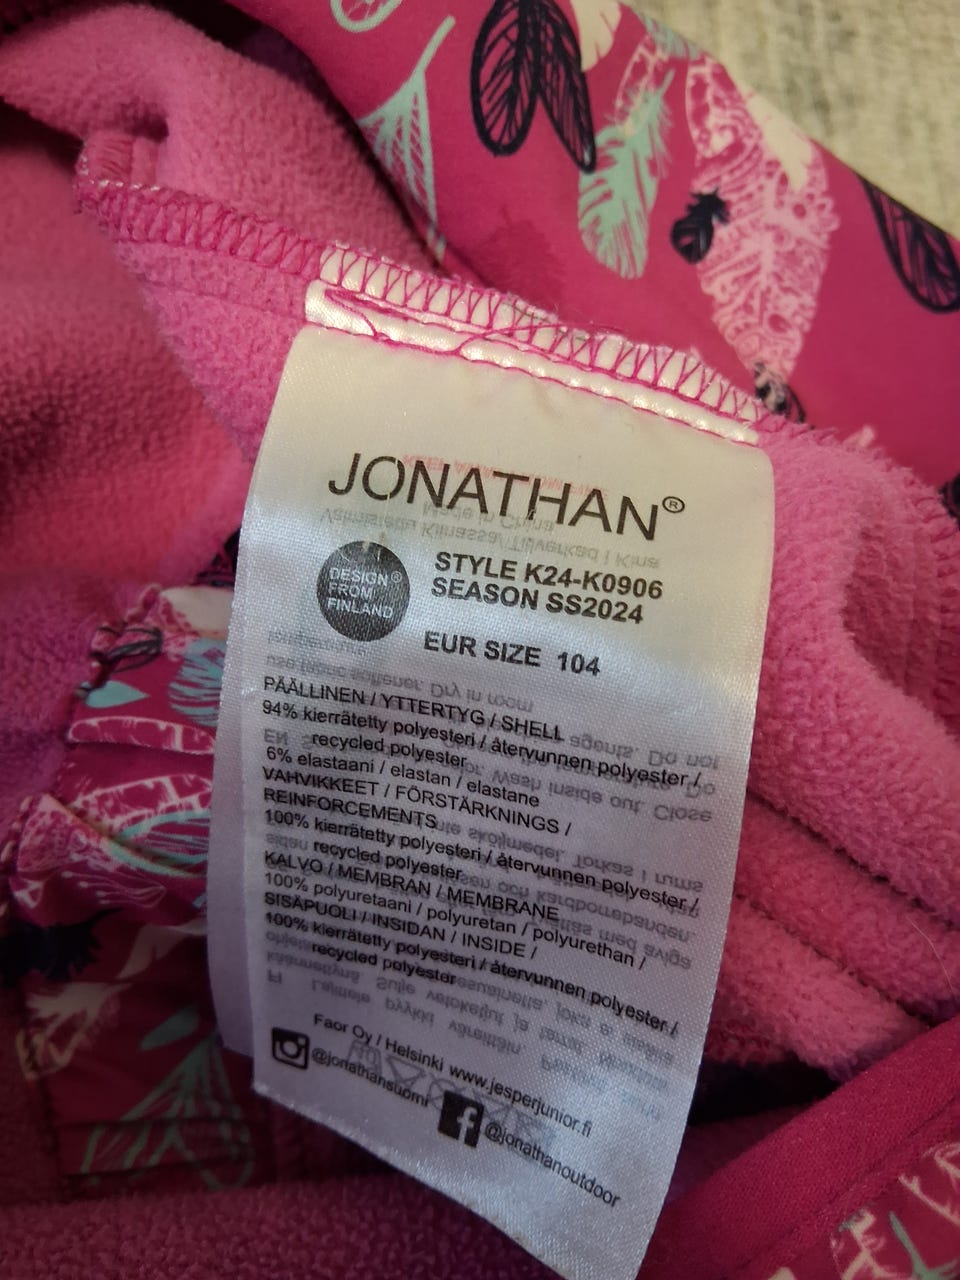 JONATHAN®
DESIGN®
FROM
FINLAND
STYLE K24-K0906
SEASON SS2024
EUR SIZE 104
PÄÄLLINEN / YTTERTYG / SHELL
94% kierrätetty polyesteri / återvunnen polyester /
recycled polyester
6% elastaani / elastan / elastane
VAHVIKKEET / FÖRSTÄRKNINGS /
REINFORCEMENTS
100% kierrätetty polyesteri / återvunnen polyester /
recycled polyester
KALVO / MEMBRAN / MEMBRANE
100% polyuretaani / polyuretan / polyurethan /
SISÄPUOLI / INSIDAN / INSIDE /
100% kierrätetty polyesteri / återvunnen polyester /
recycled polyester
Faor Oy / Helsinki www.jesperjunior.fi
@jonathansuomi
@jonathanoutdoor